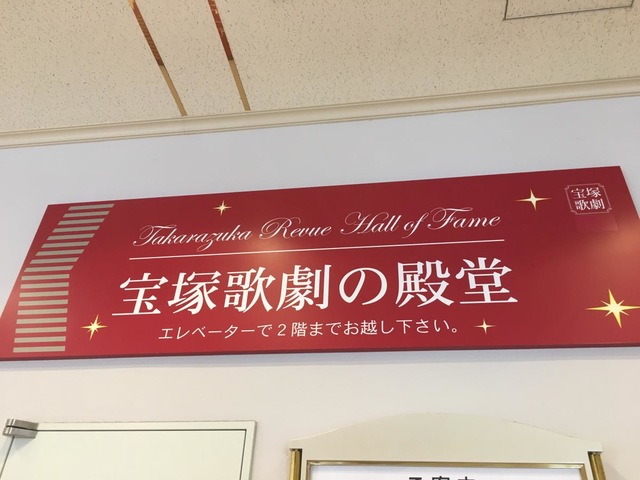 Takarazuka Revue Hall of Fame
宝塚
歌劇
宝塚歌劇の殿堂
エレベーターで2階までお越し下さい。